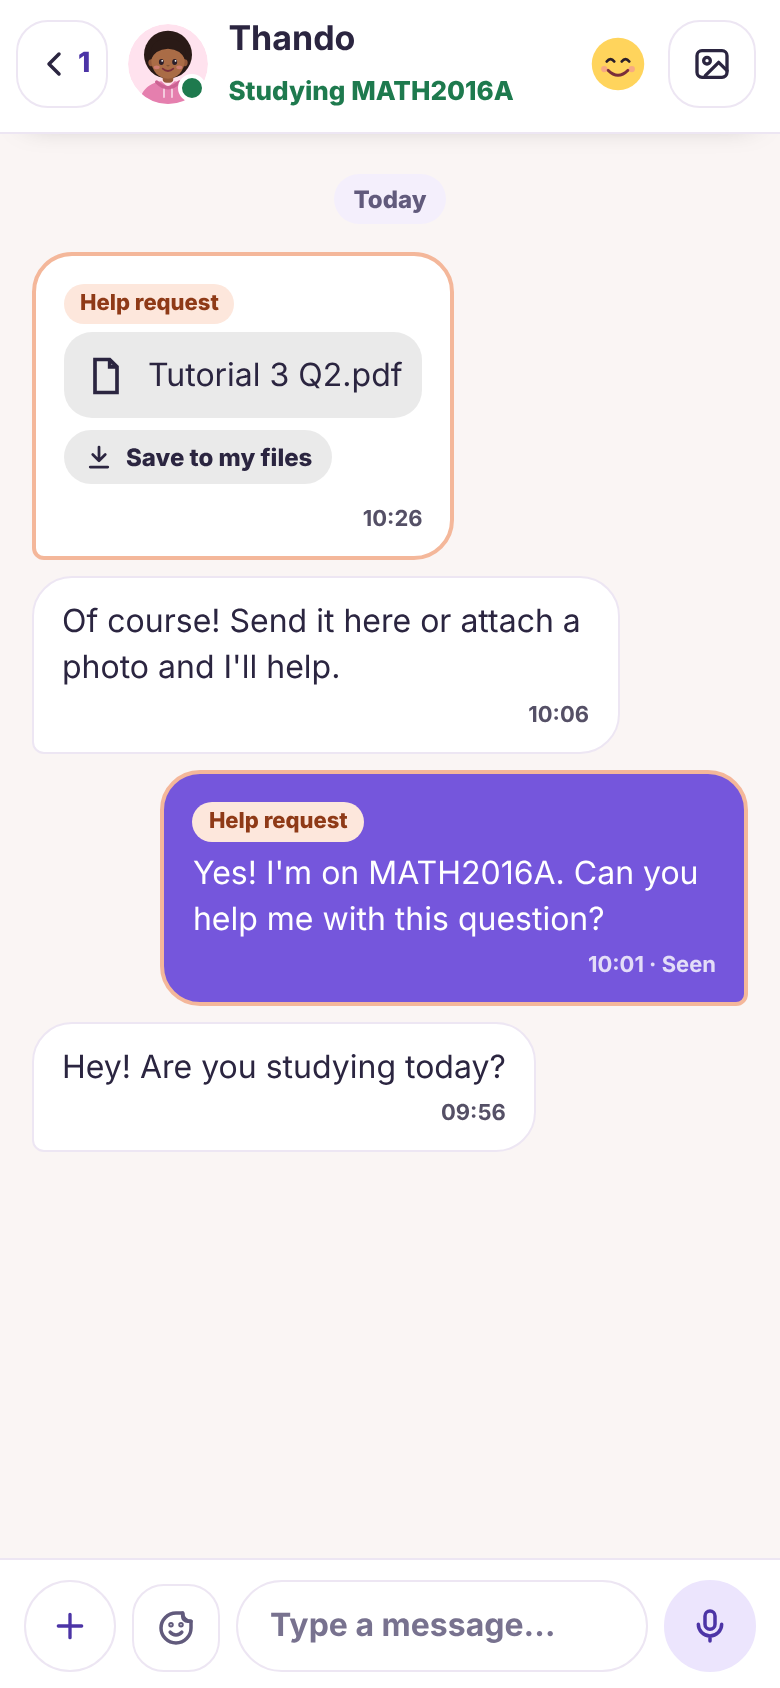 1
Thando
Studying MATH2016A
Today
Help request
Tutorial 3 Q2.pdf
Save to my files
10:26
Of course! Send it here or attach a
photo and I'll help.
10:06
Help request
Yes! I'm on MATH2016A. Can you
help me with this question?
10:01 · Seen
Hey! Are you studying today?
09:56
Type a message...